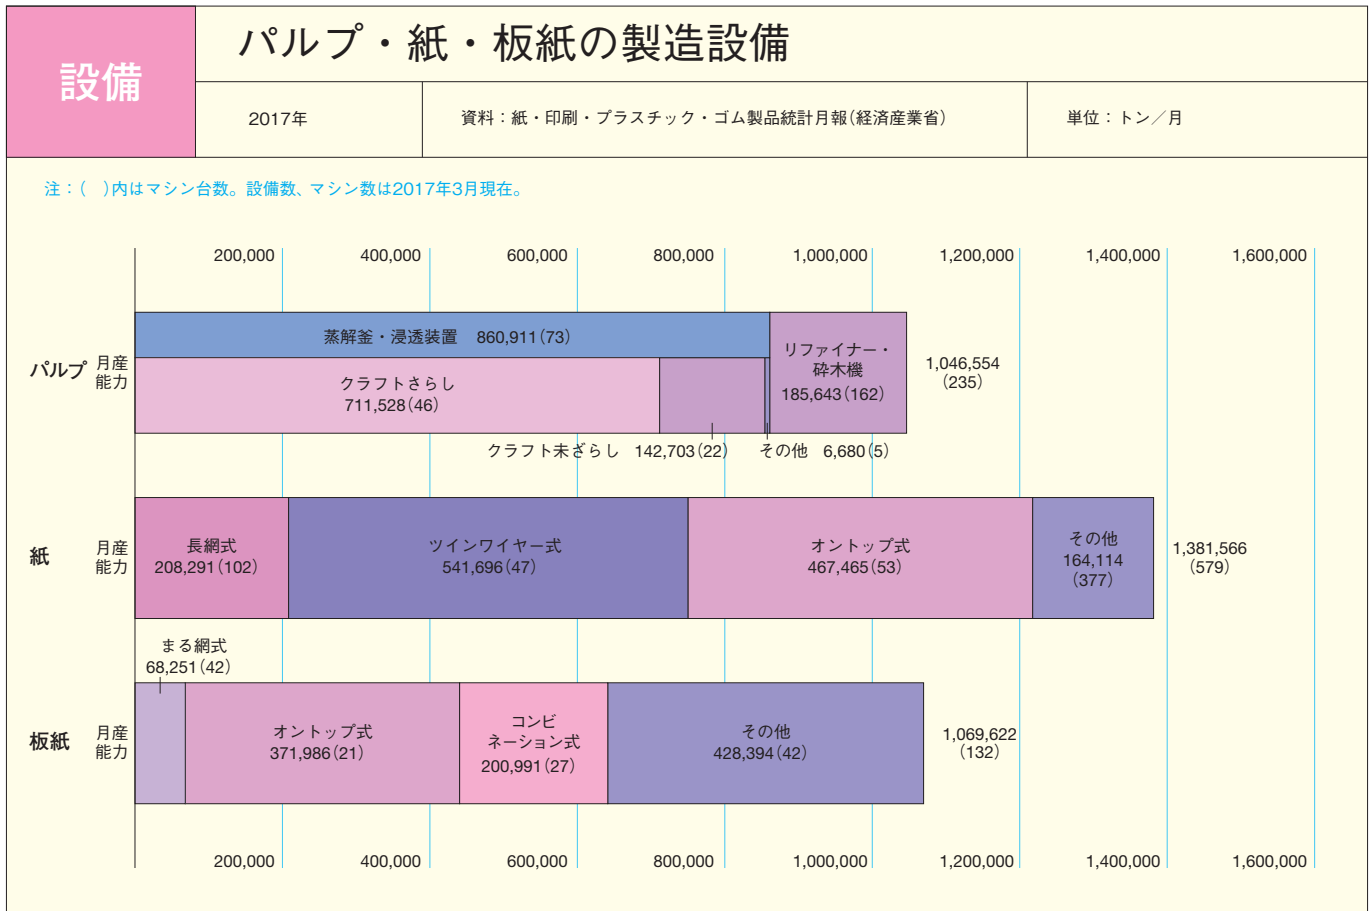 設備
パルプ・紙・板紙の製造設備
2017年
資料：紙・印刷・プラスチック・ゴム製品統計月報(経済産業省)
単位：トン／月
注：(　)内はマシン台数。設備数、マシン数は2017年3月現在。
200,000
400,000
600,000
800,000
1,000,000
1,200,000
1,400,000
1,600,000
パルプ
月産
能力
蒸解釜・浸透装置　860,911(73)
クラフトさらし
711,528(46)
リファイナー・
砕木機
185,643(162)
1,046,554
(235)
クラフト未ざらし　142,703(22)
その他　6,680(5)
紙
月産
能力
長網式
208,291(102)
ツインワイヤー式
541,696(47)
オントップ式
467,465(53)
その他
164,114
(377)
1,381,566
(579)
まる網式
68,251(42)
板紙
月産
能力
オントップ式
371,986(21)
コンビ
ネーション式
200,991(27)
その他
428,394(42)
1,069,622
(132)
200,000
400,000
600,000
800,000
1,000,000
1,200,000
1,400,000
1,600,000